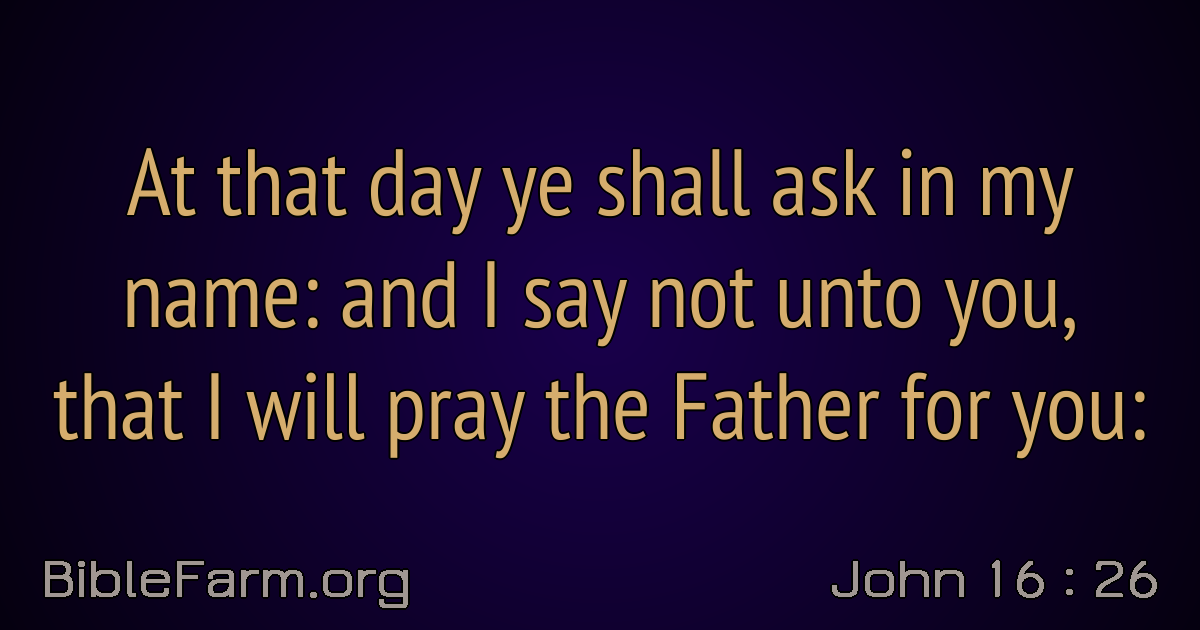 At that day ye shall ask in my
name: and I say not unto you,
that I will pray the Father for you:
BibleFarm.org
John 16 : 26